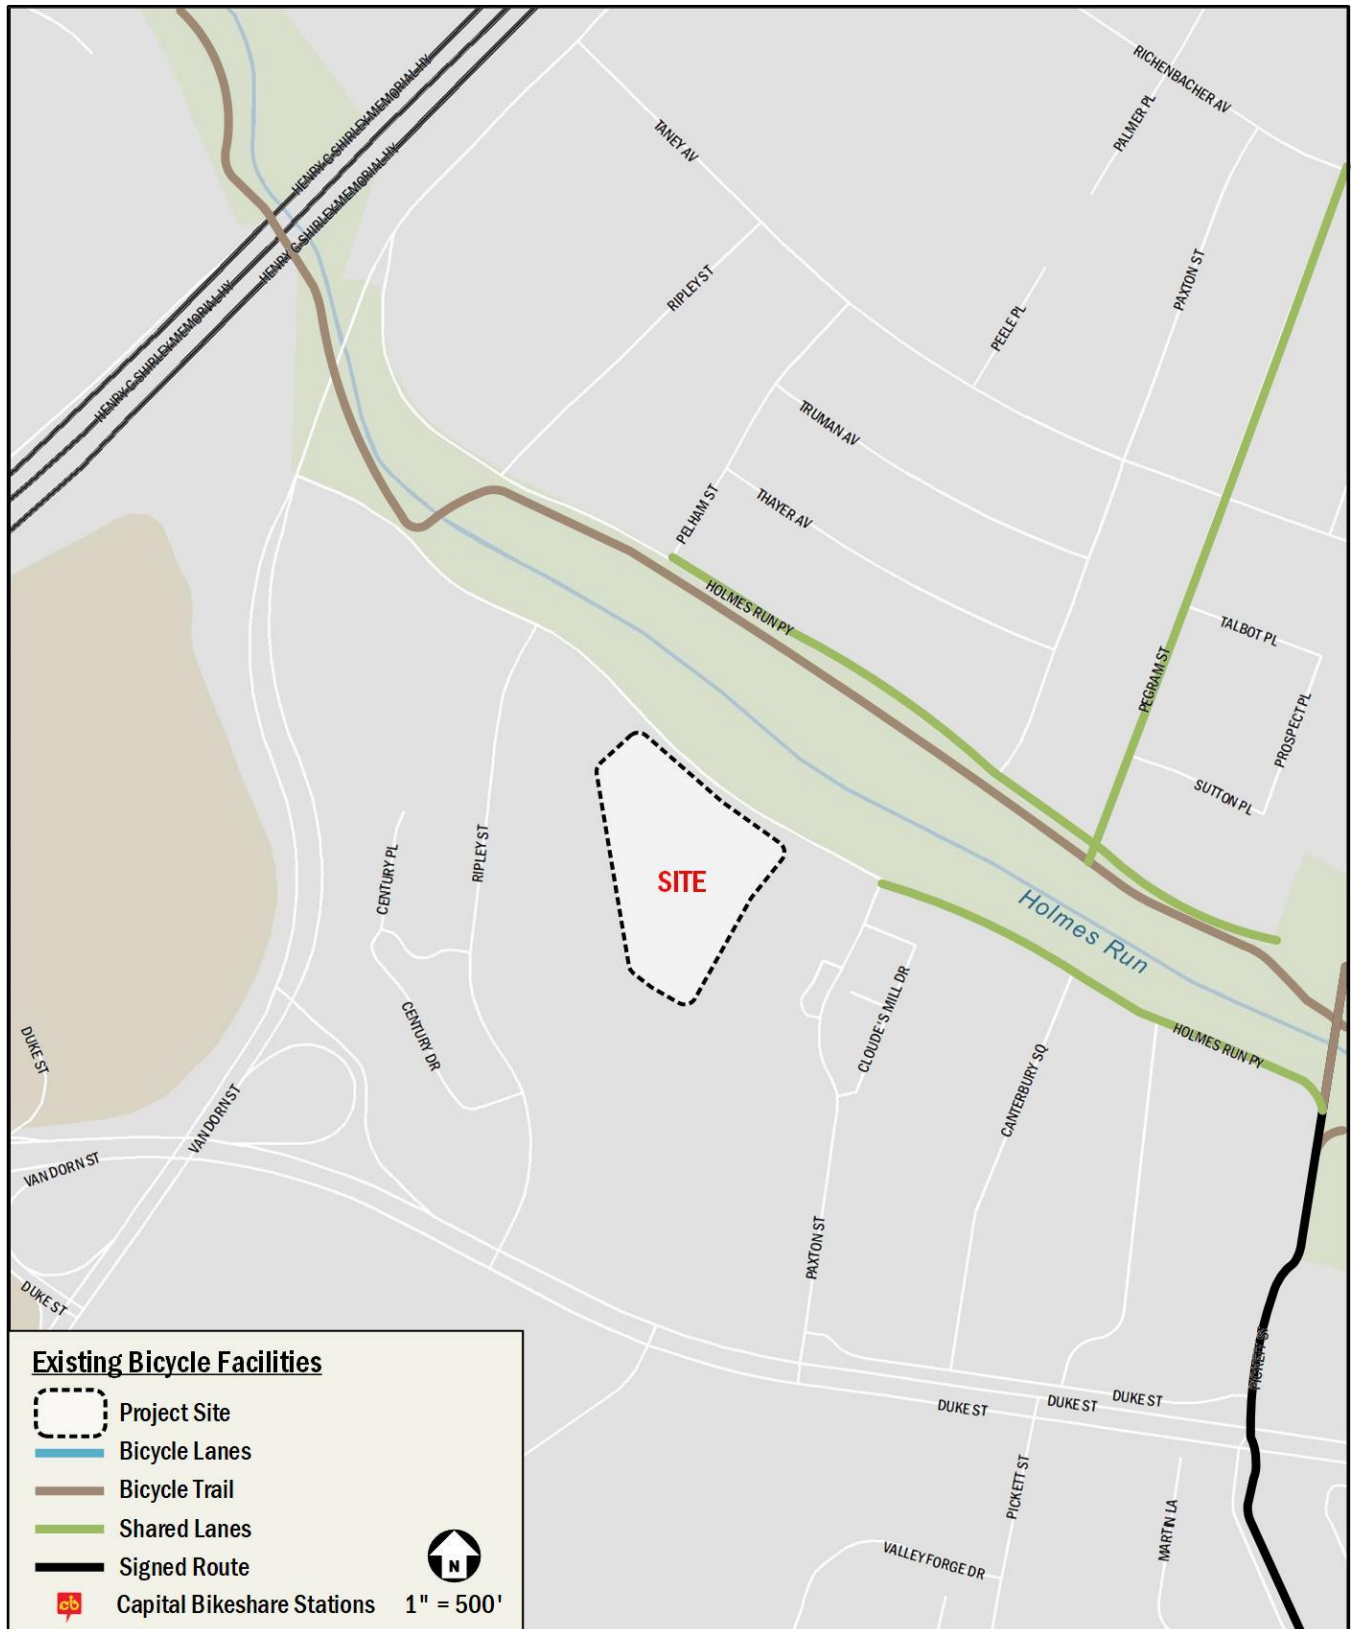 RICHENBACHER AV
HENRY G SHIRLEY MEMORIAL HY
PALMER PL
TANEY AV
HENRY G SHIRLEY MEMORIAL HY
PAXTON ST
RIPLEY ST
PEELE PL
HENRY G SHIRLEY MEMORIAL HY
TRUMAN AV
PELHAM ST
THAYER AV
HOLMES RUN PY
TALBOT PL
PEGRAM ST
PROSPECT PL
SUTTON PL
RIPLEY ST
CENTURY PL
SITE
Holmes Run
CLOUDE'S MILL DR
CENTURY DR
DUKE ST
HOLMES RUN PY
CANTERBURY SQ
VAN DORN ST
VAN DORN ST
PAXTON ST
DUKE ST
DUKE ST
DUKE ST
DUKE ST
PICKETT ST
MARTIN LA
VALLEY FORGE DR
Existing Bicycle Facilities
Project Site
Bicycle Lanes
Bicycle Trail
Shared Lanes
Signed Route
N
cb
Capital Bikeshare Stations
1" = 500'